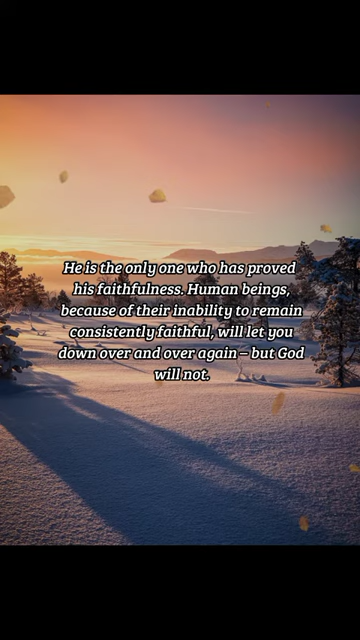 He is the only one who has proved
his faithfulness. Human beings,
because of their inability to remain
consistently faithful, will let you
down over and over again – but God
will not.